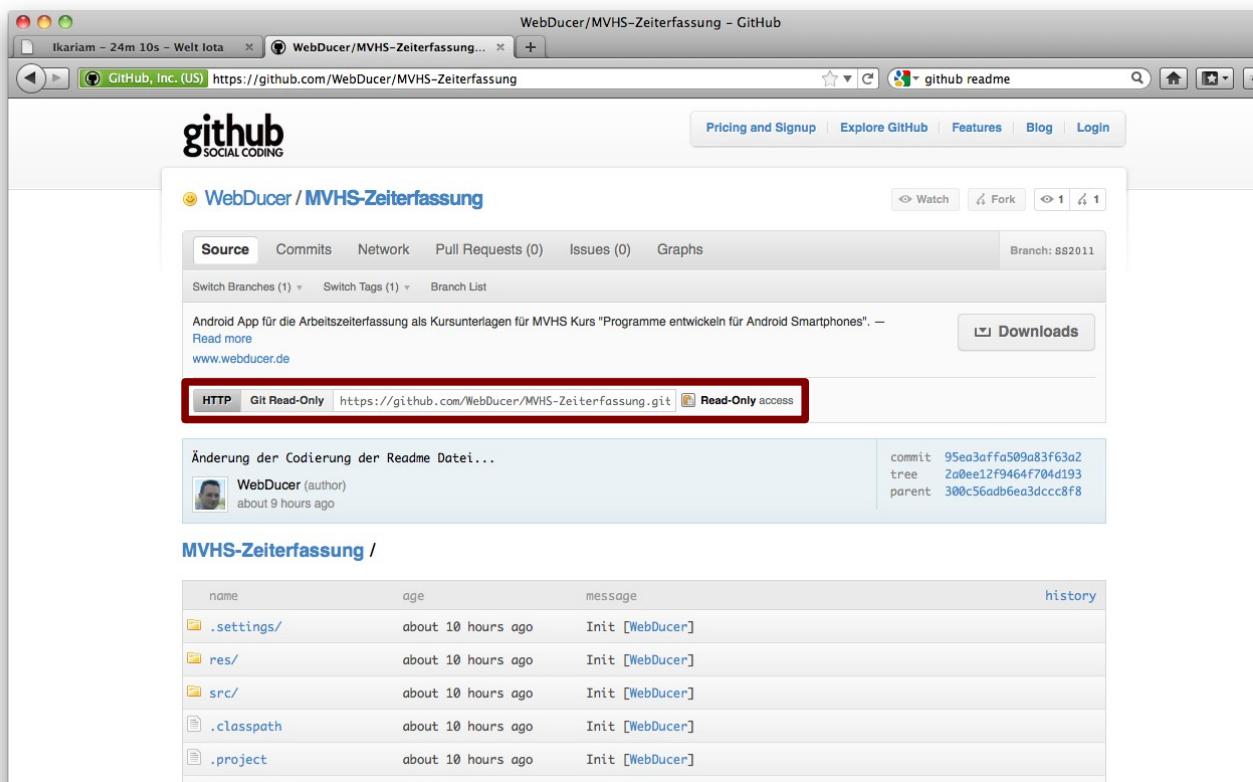 WebDucer/MVHS-Zeiterfassung - GitHub
Ikariam - 24m 10s - Welt Iota × WebDucer/MVHS-Zeiterfassung... × +
GitHub, Inc. (US) https://github.com/WebDucer/MVHS-Zeiterfassung github readme
github
SOCIAL CODING
Pricing and Signup Explore GitHub Features Blog Login
WebDucer / MVHS-Zeiterfassung Watch Fork 1 1
Source Commits Network Pull Requests (0) Issues (0) Graphs Branch: SS2011
Switch Branches (1) Switch Tags (1) Branch List
Android App für die Arbeitszeiterfassung als Kursunterlagen für MVHS Kurs "Programme entwickeln für Android Smartphones". —
Read more
www.webducer.de
Downloads
HTTP Git Read-Only https://github.com/WebDucer/MVHS-Zeiterfassung.git Read-Only access
Änderung der Codierung der Readme Datei...
WebDucer (author)
about 9 hours ago
commit 95ea3affa509a83f63a2
tree 2a0ee12f9464f704d193
parent 300c56adb6ea3dccc8f8
MVHS-Zeiterfassung /
name age message history
.settings/ about 10 hours ago Init [WebDucer]
res/ about 10 hours ago Init [WebDucer]
src/ about 10 hours ago Init [WebDucer]
.classpath about 10 hours ago Init [WebDucer]
.project about 10 hours ago Init [WebDucer]